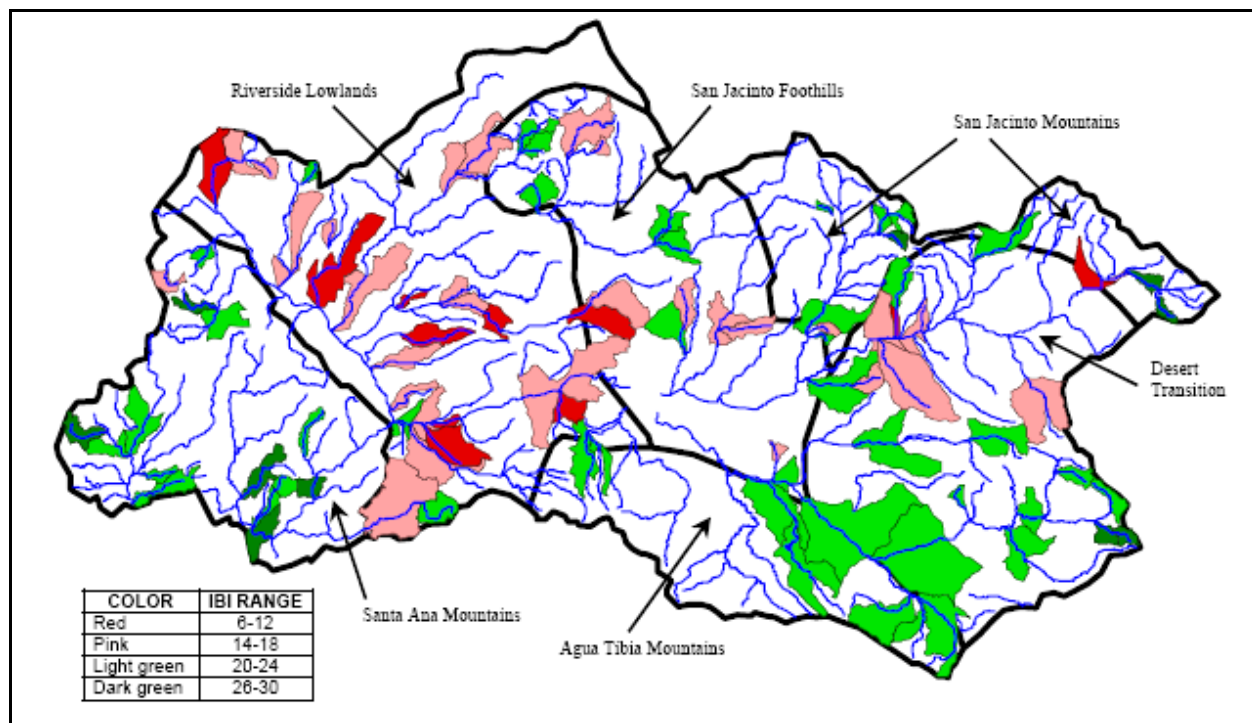 Riverside Lowlands
San Jacinto Foothills
San Jacinto Mountains
Desert
Transition
Santa Ana Mountains
Agua Tibia Mountains
COLOR IBI RANGE
Red 6-12
Pink 14-18
Light green 20-24
Dark green 26-30